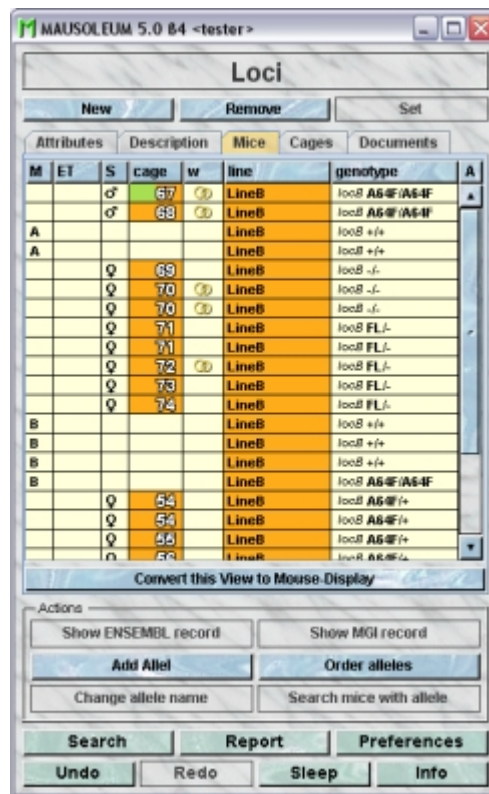 MAUSOLEUM 5.0 ß4 <tester>
Loci
New Remove Set
Attributes Description Mice Cages Documents
M ET S cage w line genotype A
♂ 67 LineB locB A64F/A64F
♂ 68 LineB locB A64F/A64F
A LineB locB +/+
A LineB locB +/+
♀ 69 LineB locB -/-
♀ 70 LineB locB -/-
♀ 70 LineB locB -/-
♀ 71 LineB locB FL/-
♀ 71 LineB locB FL/-
♀ 72 LineB locB FL/-
♀ 73 LineB locB FL/-
♀ 74 LineB locB FL/-
B LineB locB +/+
B LineB locB +/+
B LineB locB +/+
B LineB locB A64F/A64F
♀ 54 LineB locB A64F/+
♀ 54 LineB locB A64F/+
♀ 55 LineB locB A64F/+
♀ 56 LineB locB A64F/+
Convert this View to Mouse-Display
Actions
Show ENSEMBL record Show MGI record
Add Allel Order alleles
Change allele name Search mice with allele
Search Report Preferences
Undo Redo Sleep Info